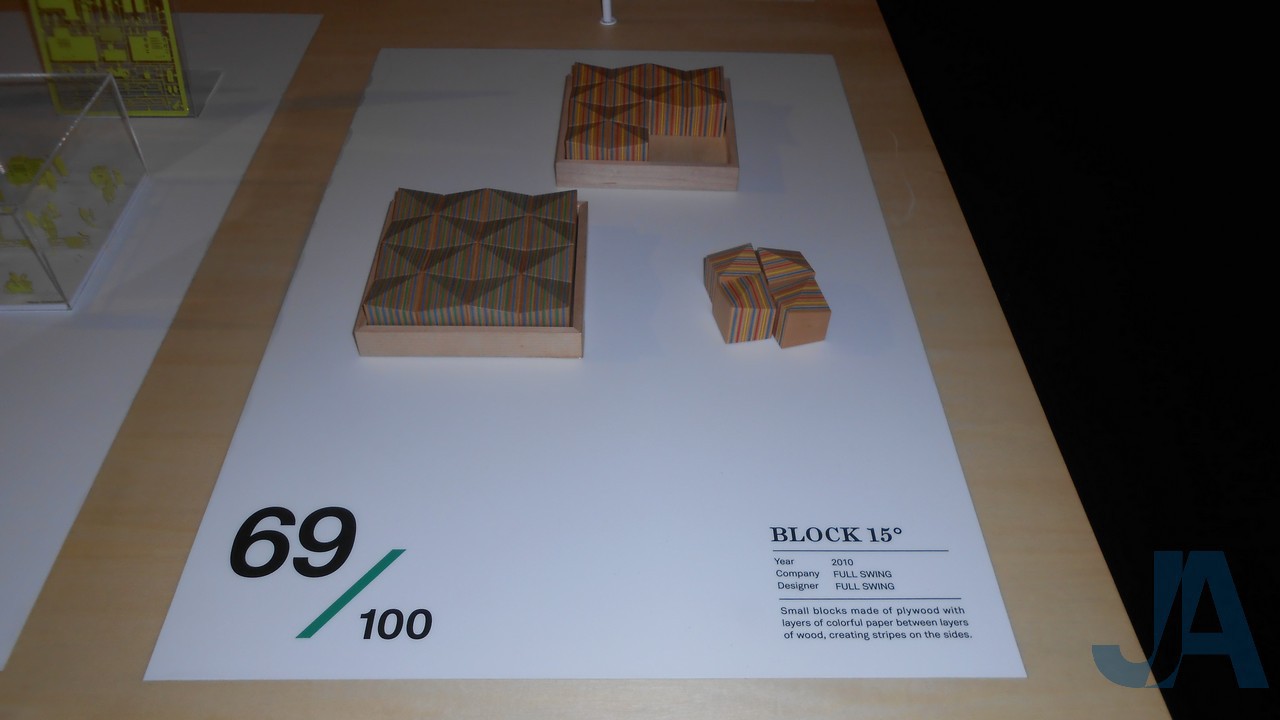 69
100
BLOCK 15°
Year 2010
Company FULL SWING
Designer FULL SWING
Small blocks made of plywood with
layers of colorful paper between layers
of wood, creating stripes on the sides.
JA